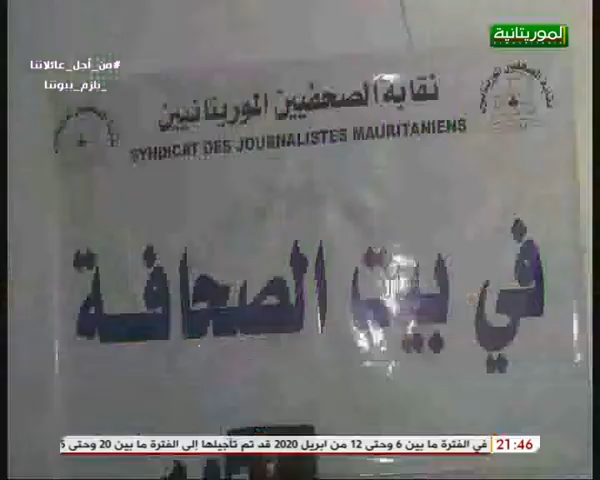 الموريتانية
#من_أجل_عائلاتنا
_نلزم_بيوتنا
نقابة الصحفيين الموريتانيين
SYNDICAT DES JOURNALISTES MAURITANIENS
في بيت الصحافة
21:46
في الفترة ما بين 6 وحتى 12 من ابريل 2020 قد تم تأجيلها إلى الفترة ما بين 20 وحتى